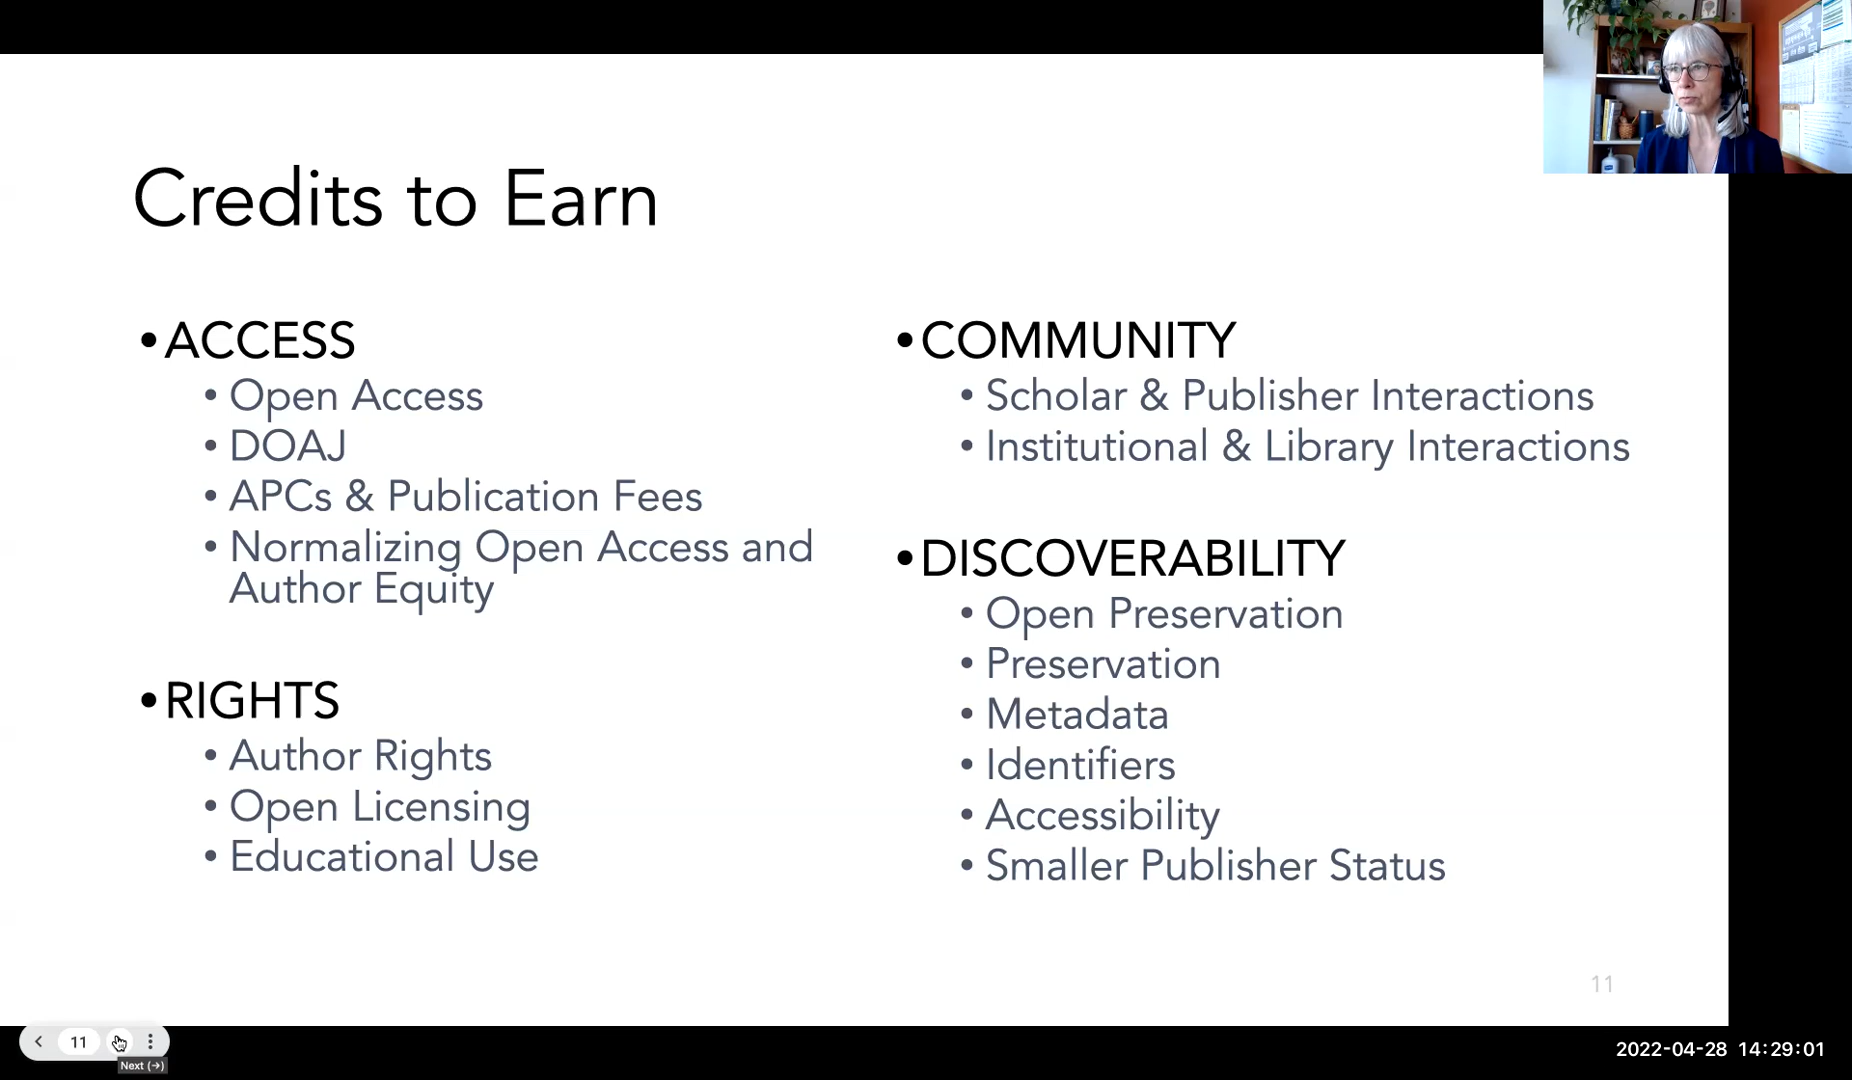 Credits to Earn
•ACCESS
• Open Access
• DOAJ
• APCs & Publication Fees
• Normalizing Open Access and
Author Equity
•RIGHTS
• Author Rights
• Open Licensing
• Educational Use
•COMMUNITY
• Scholar & Publisher Interactions
• Institutional & Library Interactions
•DISCOVERABILITY
• Open Preservation
• Preservation
• Metadata
• Identifiers
• Accessibility
• Smaller Publisher Status
11
11
Next (→)
2022-04-28 14:29:01